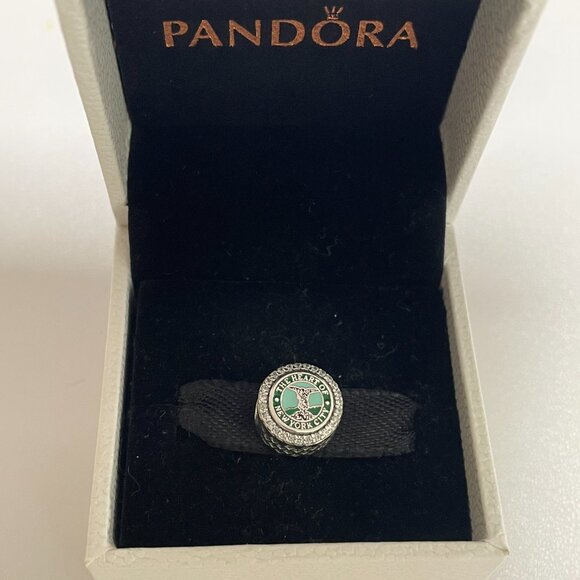 PANDORA
THE HEART OF
NEW YORK CITY